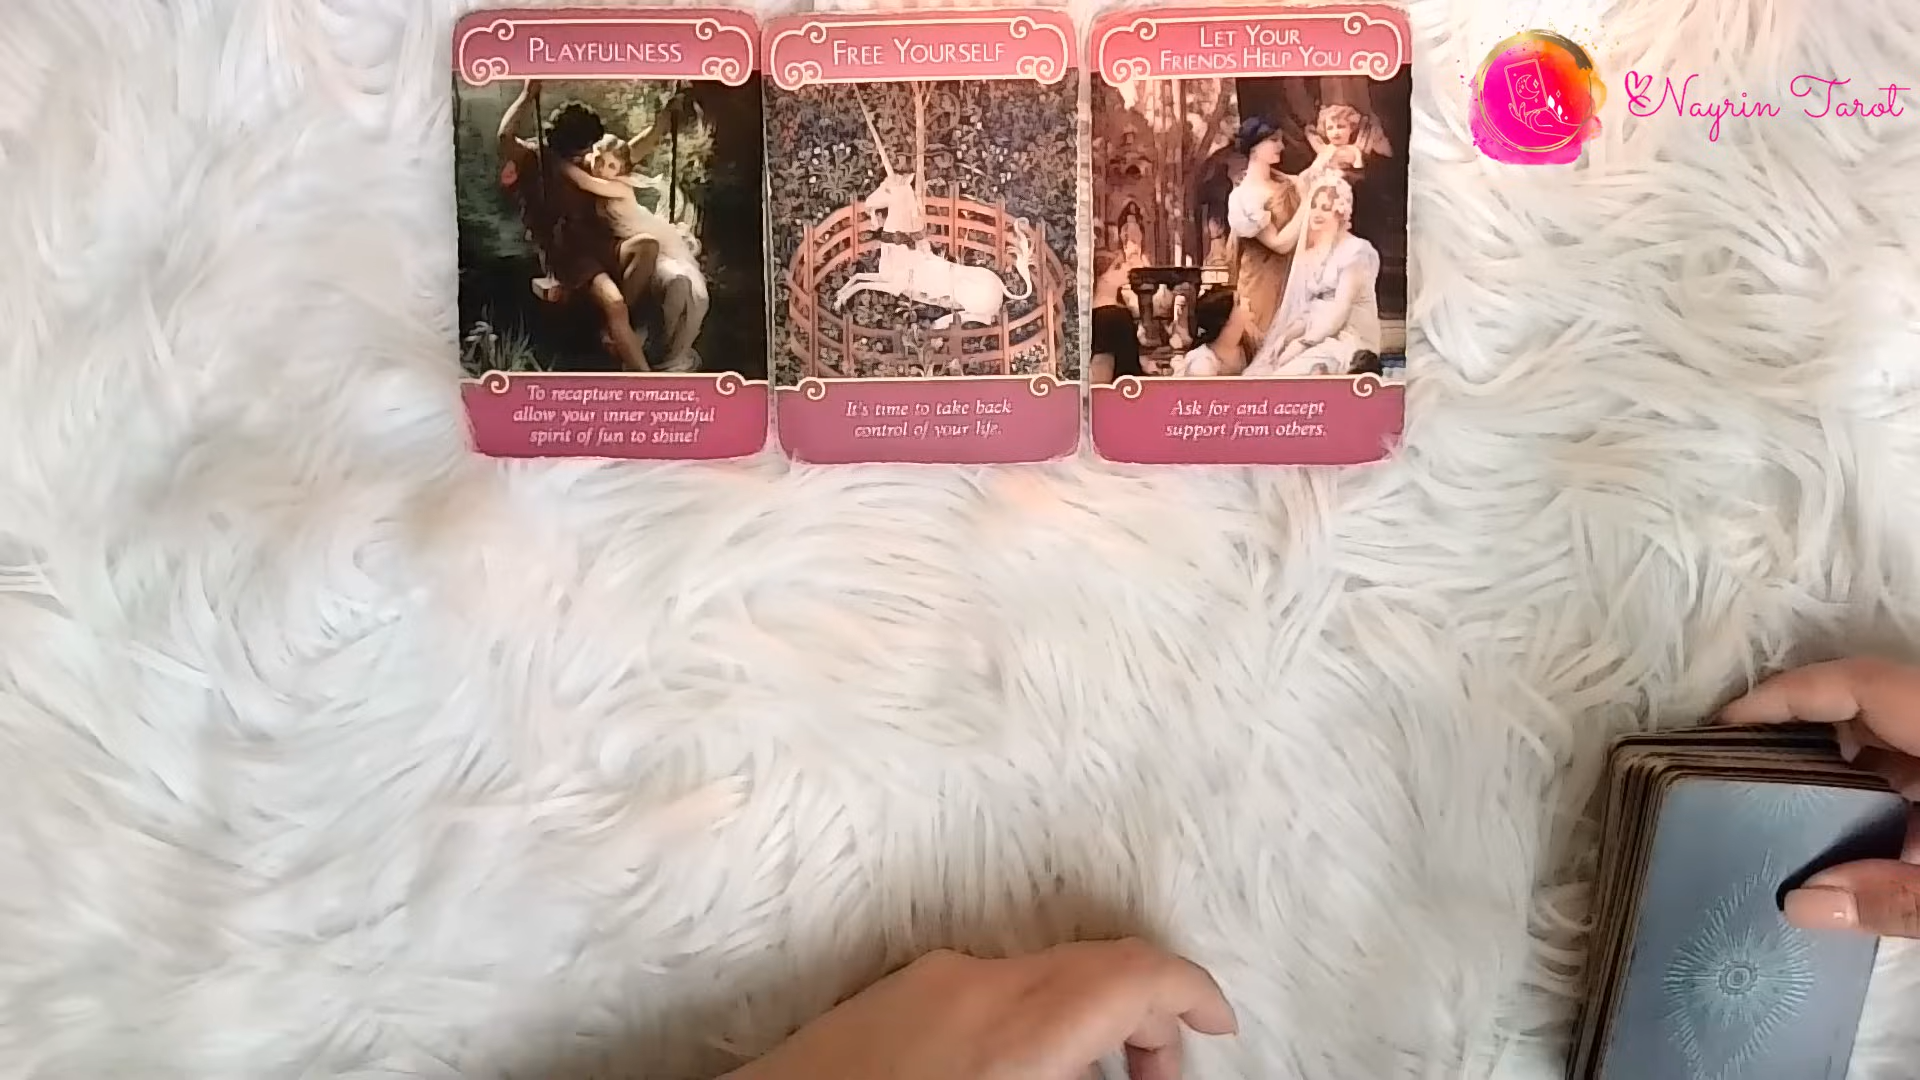 PLAYFULNESS
To recapture romance,
allow your inner youthful
spirit of fun to shine!
FREE YOURSELF
It's time to take back
control of your life.
LET YOUR
FRIENDS HELP YOU
Ask for and accept
support from others.
Nayrin Tarot